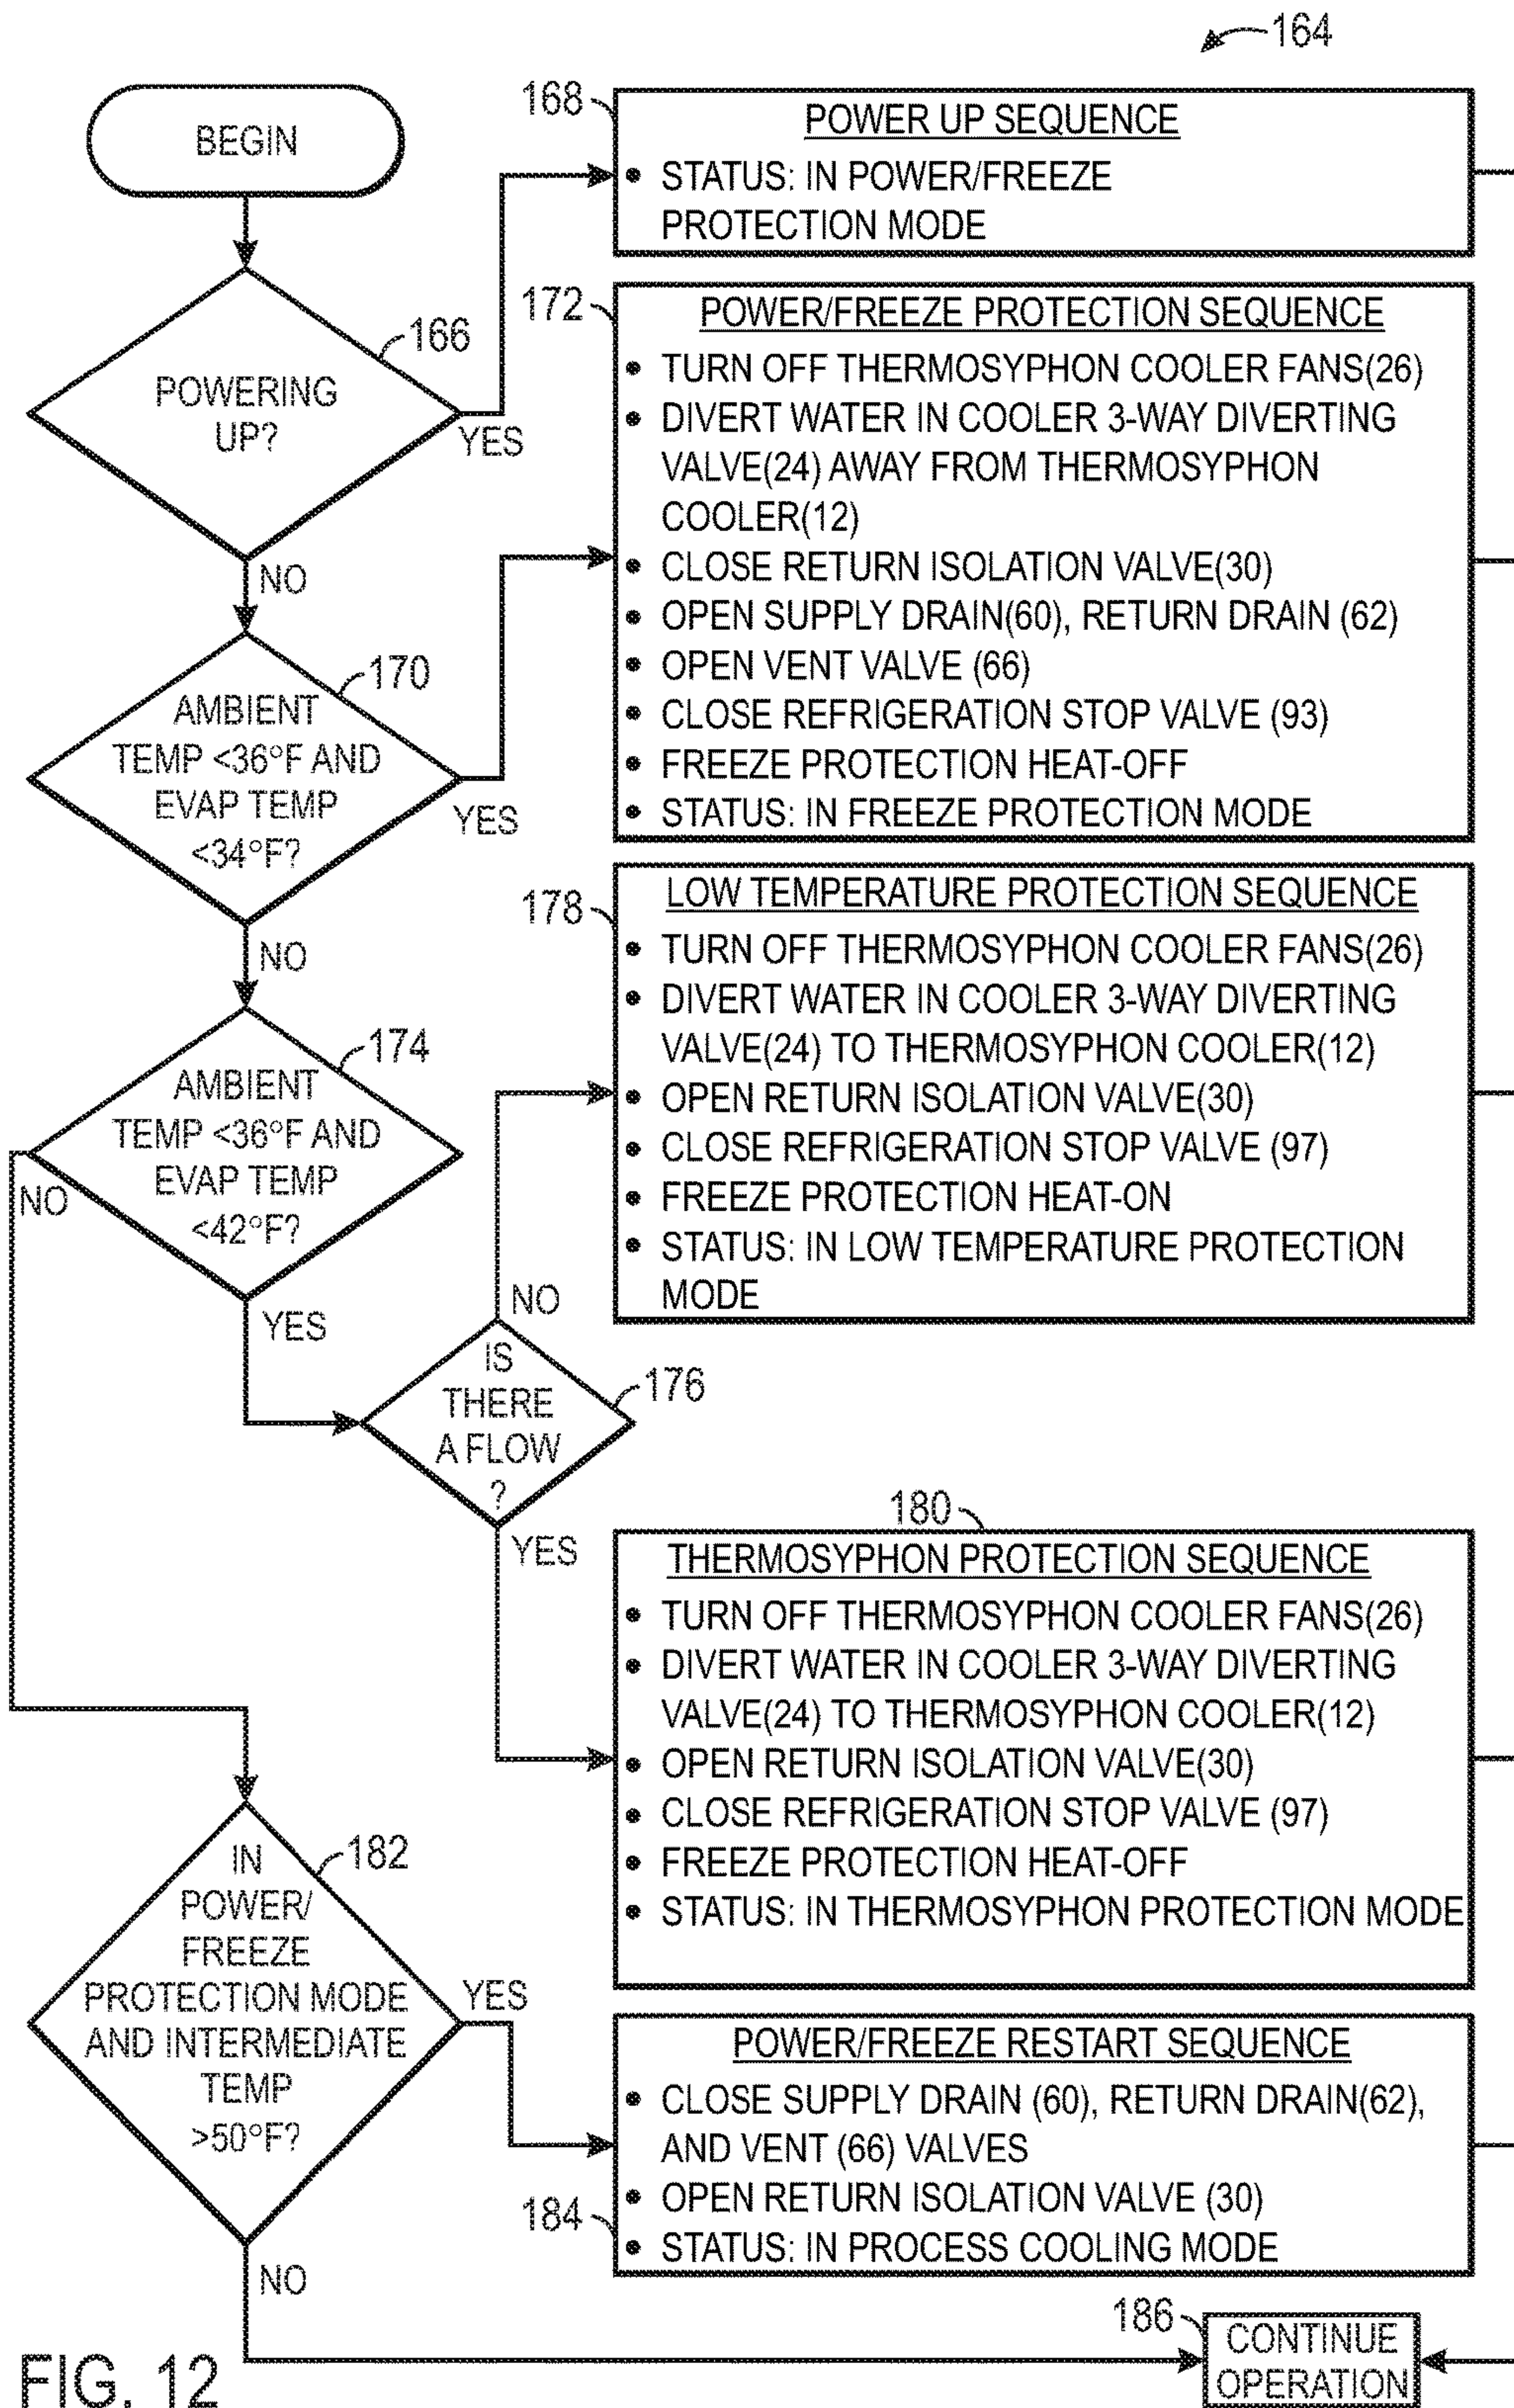 164
BEGIN
166
POWERING
UP?
YES
NO
168
POWER UP SEQUENCE
• STATUS: IN POWER/FREEZE
PROTECTION MODE
170
AMBIENT
TEMP <36°F AND
EVAP TEMP
<34°F?
YES
NO
172
POWER/FREEZE PROTECTION SEQUENCE
• TURN OFF THERMOSYPHON COOLER FANS(26)
• DIVERT WATER IN COOLER 3-WAY DIVERTING
VALVE(24) AWAY FROM THERMOSYPHON
COOLER(12)
• CLOSE RETURN ISOLATION VALVE(30)
• OPEN SUPPLY DRAIN(60), RETURN DRAIN (62)
• OPEN VENT VALVE (66)
• CLOSE REFRIGERATION STOP VALVE (93)
• FREEZE PROTECTION HEAT-OFF
• STATUS: IN FREEZE PROTECTION MODE
174
AMBIENT
TEMP <36°F AND
EVAP TEMP
<42°F?
NO
YES
176
IS
THERE
A FLOW
?
NO
YES
178
LOW TEMPERATURE PROTECTION SEQUENCE
• TURN OFF THERMOSYPHON COOLER FANS(26)
• DIVERT WATER IN COOLER 3-WAY DIVERTING
VALVE(24) TO THERMOSYPHON COOLER(12)
• OPEN RETURN ISOLATION VALVE(30)
• CLOSE REFRIGERATION STOP VALVE (97)
• FREEZE PROTECTION HEAT-ON
• STATUS: IN LOW TEMPERATURE PROTECTION
MODE
180
THERMOSYPHON PROTECTION SEQUENCE
• TURN OFF THERMOSYPHON COOLER FANS(26)
• DIVERT WATER IN COOLER 3-WAY DIVERTING
VALVE(24) TO THERMOSYPHON COOLER(12)
• OPEN RETURN ISOLATION VALVE(30)
• CLOSE REFRIGERATION STOP VALVE (97)
• FREEZE PROTECTION HEAT-OFF
• STATUS: IN THERMOSYPHON PROTECTION MODE
182
IN
POWER/
FREEZE
PROTECTION MODE
AND INTERMEDIATE
TEMP
>50°F?
YES
NO
184
POWER/FREEZE RESTART SEQUENCE
• CLOSE SUPPLY DRAIN (60), RETURN DRAIN(62),
AND VENT (66) VALVES
• OPEN RETURN ISOLATION VALVE (30)
• STATUS: IN PROCESS COOLING MODE
186
CONTINUE
OPERATION
FIG. 12